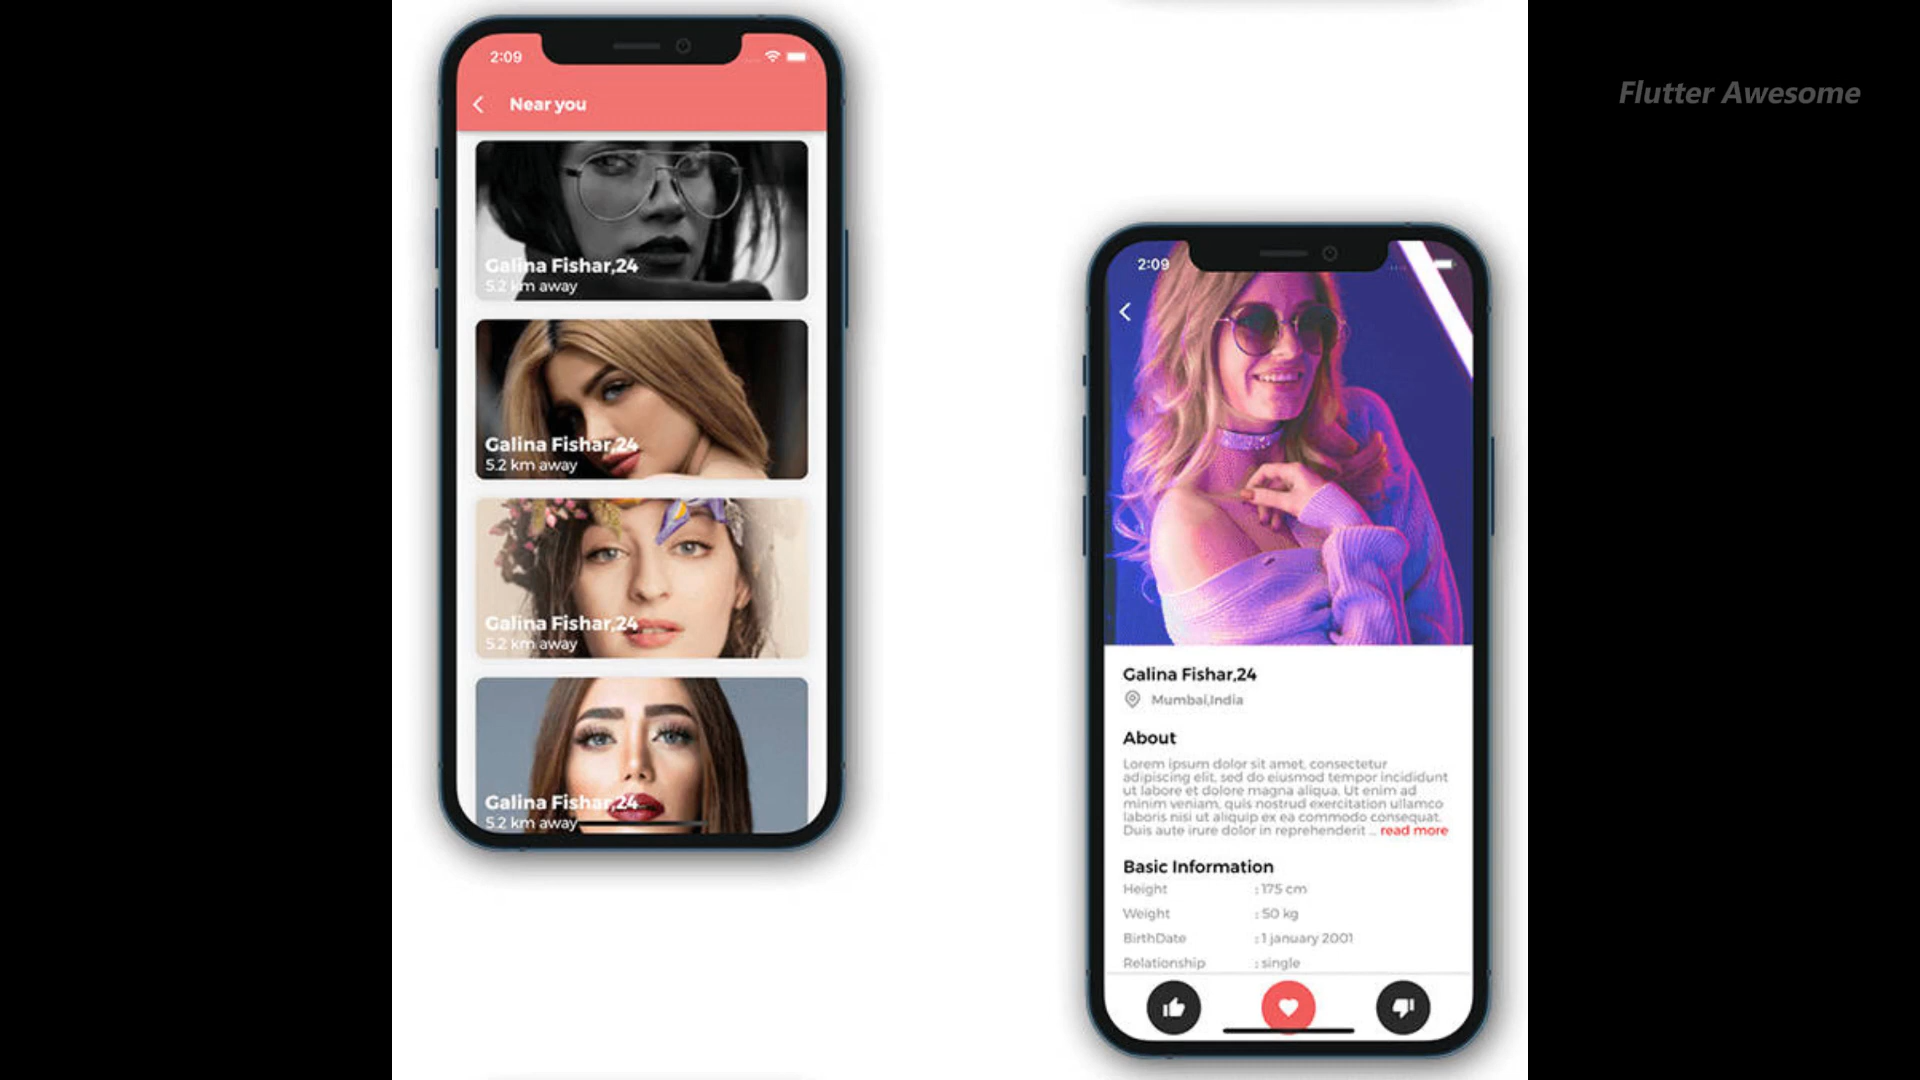 2:09
Near you
Galina Fishar,24
5.2 km away
Galina Fishar,24
5.2 km away
Galina Fishar,24
5.2 km away
Galina Fishar,24
5.2 km away
Flutter Awesome
2:09
Galina Fishar,24
Mumbai,India
About
Lorem ipsum dolor sit amet, consectetur
adipiscing elit, sed do eiusmod tempor incididunt
ut labore et dolore magna aliqua. Ut enim ad
minim veniam, quis nostrud exercitation ullamco
laboris nisi ut aliquip ex ea commodo consequat.
Duis aute irure dolor in reprehenderit ... read more
Basic Information
Height : 175 cm
Weight : 50 kg
BirthDate : 1 january 2001
Relationship : single